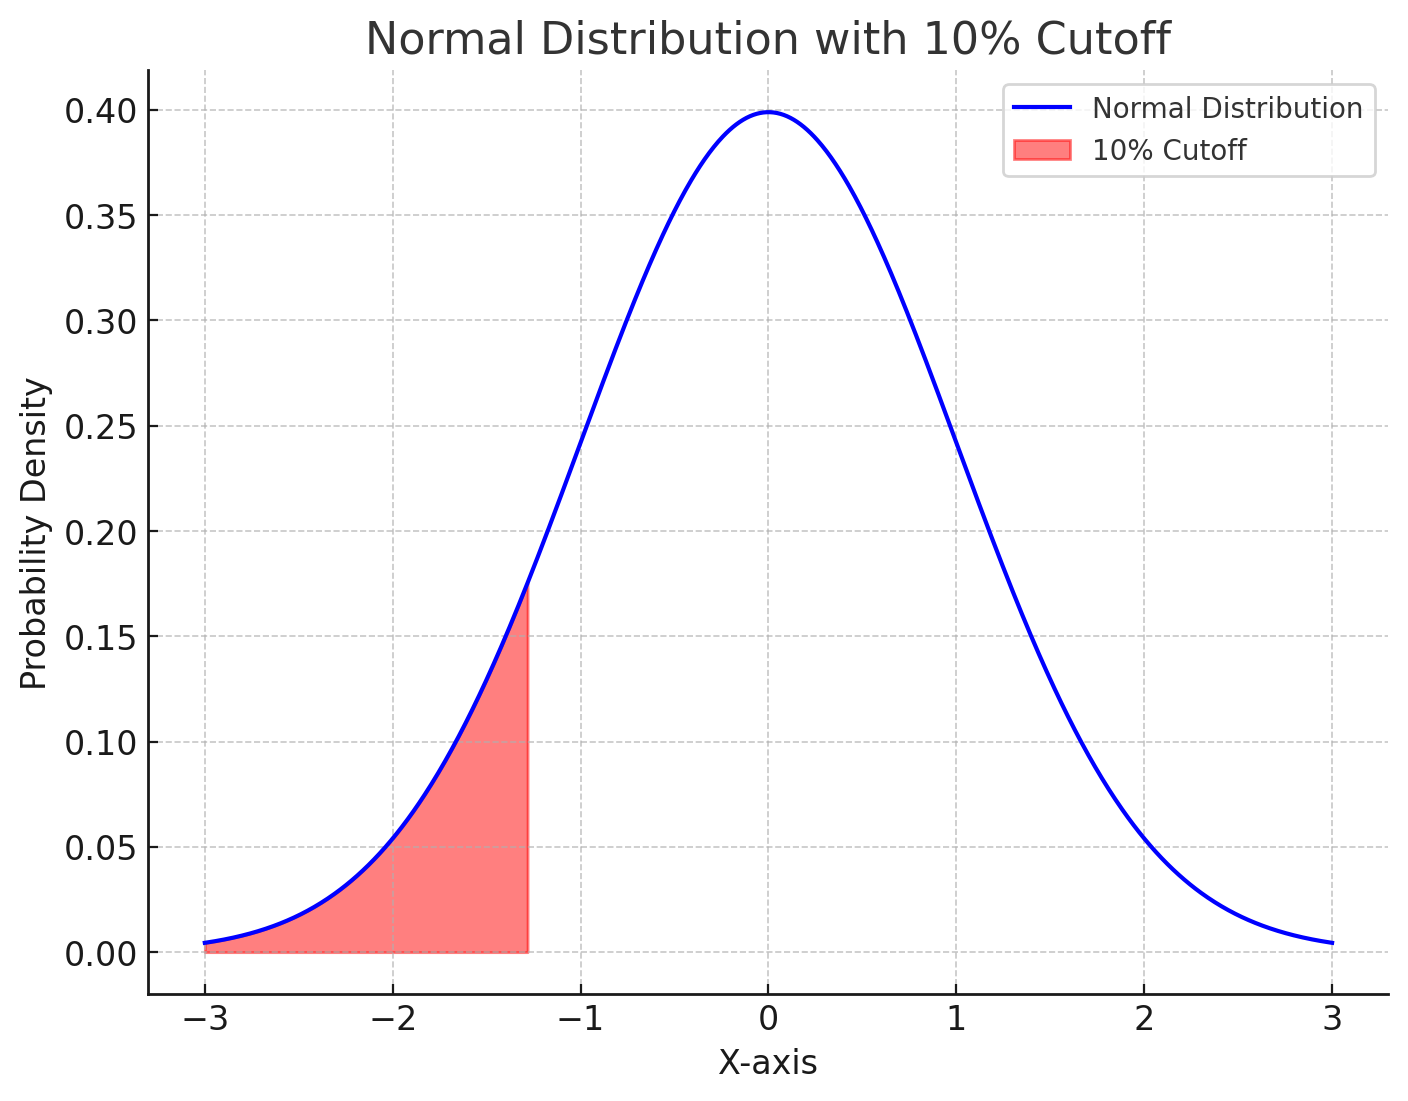 Normal Distribution with 10% Cutoff
Normal Distribution
10% Cutoff
0.40
0.35
0.30
0.25
0.20
0.15
0.10
0.05
0.00
Probability Density
−3 −2 −1 0 1 2 3
X-axis